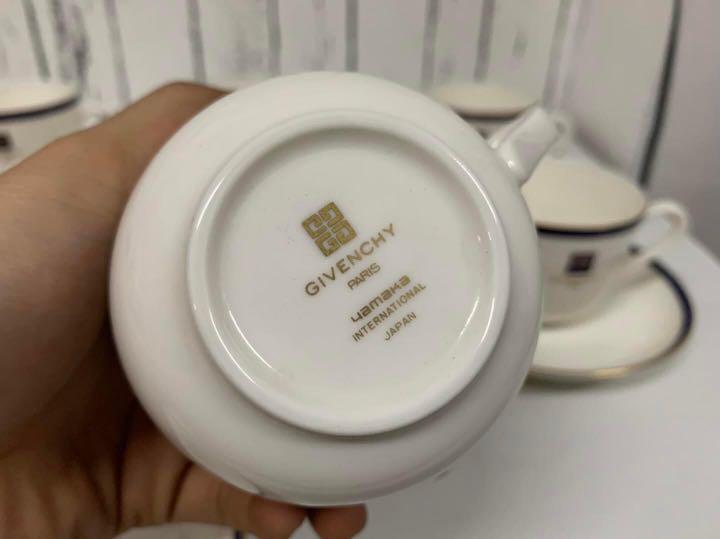 GIVENCHY
PARIS
yamaka
INTERNATIONAL
JAPAN